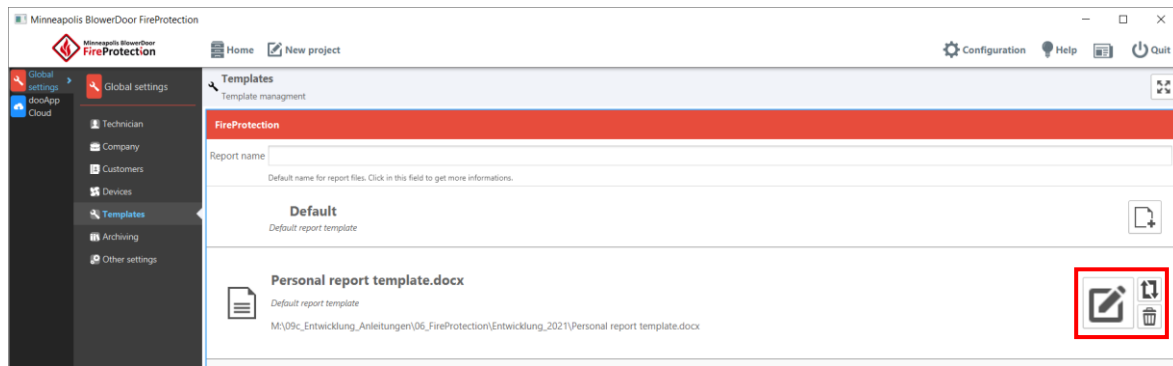 Minneapolis BlowerDoor FireProtection
Minneapolis BlowerDoor
FireProtection
Home
New project
Configuration
Help
Quit
Global
settings
dooApp
Cloud
Global settings
Technician
Company
Customers
Devices
Templates
Archiving
Other settings
Templates
Template managment
FireProtection
Report name
Default name for report files. Click in this field to get more informations.
Default
Default report template
Personal report template.docx
Default report template
M:\09c_Entwicklung_Anleitungen\06_FireProtection\Entwicklung_2021\Personal report template.docx